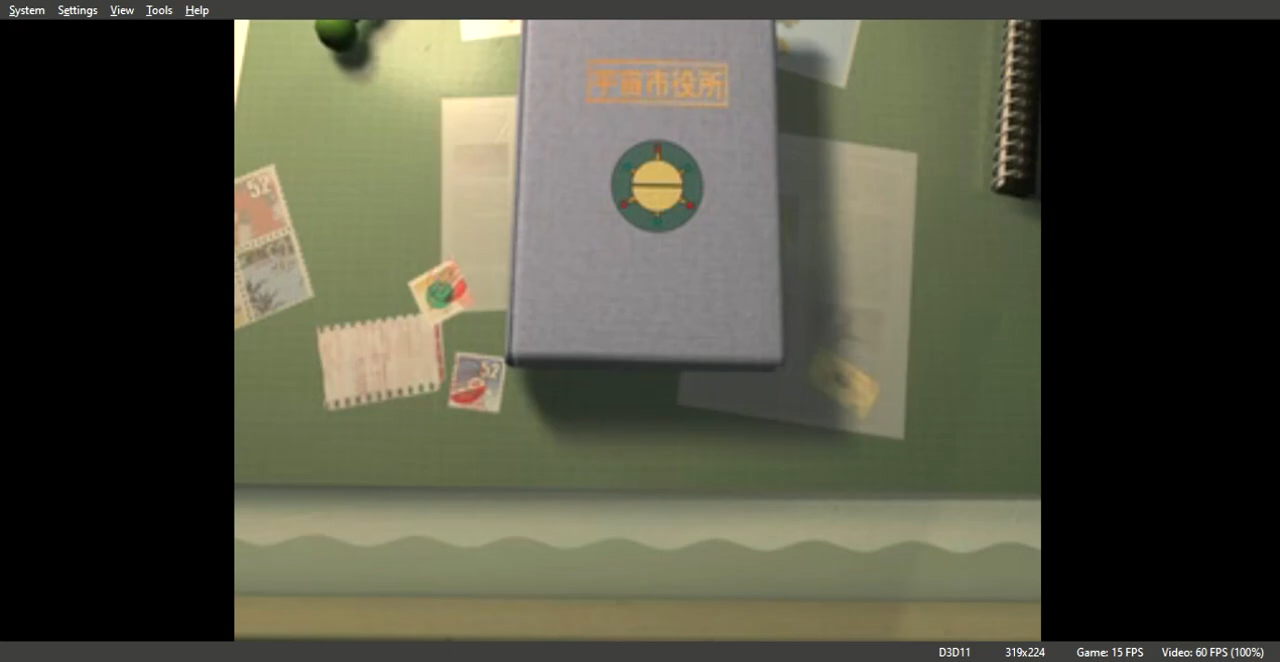 System Settings View Tools Help
宇宙市役所
52
52
D3D11 319x224 Game: 15 FPS Video: 60 FPS (100%)